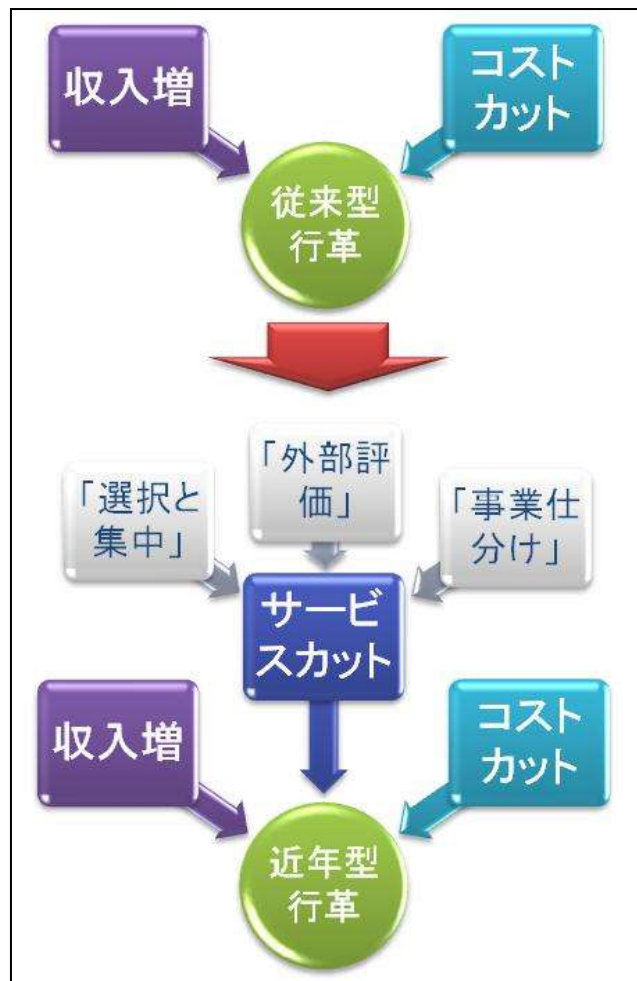 収入増
コスト
カット
従来型
行革
「外部評
価」
「選択と
集中」
「事業仕
分け」
サービ
スカット
収入増
コスト
カット
近年型
行革